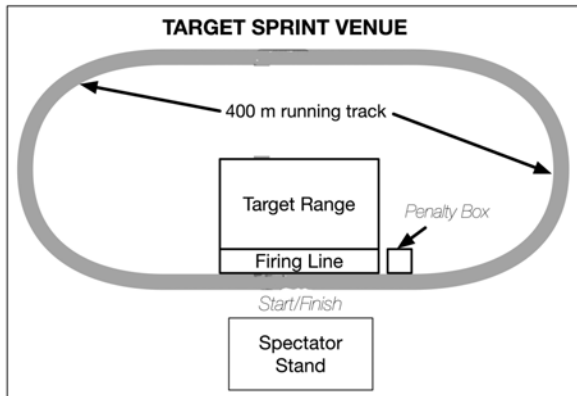 TARGET SPRINT VENUE
400 m running track
Target Range
Penalty Box
Firing Line
Start/Finish
Spectator
Stand